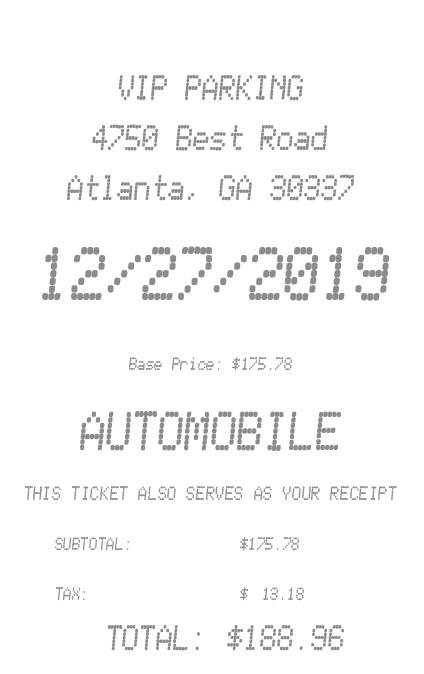 VIP PARKING
4750 Best Road
Atlanta, GA 30337
12/27/2019
Base Price: $175.78
AUTOMOBILE
THIS TICKET ALSO SERVES AS YOUR RECEIPT
SUBTOTAL: $175.78
TAX: $ 13.18
TOTAL: $188.96